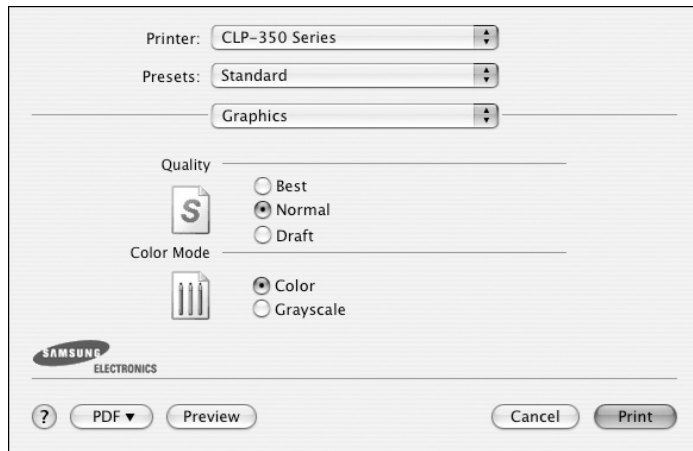 Printer: CLP-350 Series
Presets: Standard
Graphics
Quality
Best
Normal
Draft
Color Mode
Color
Grayscale
S
SAMSUNG
ELECTRONICS
? PDF ▼ Preview Cancel Print